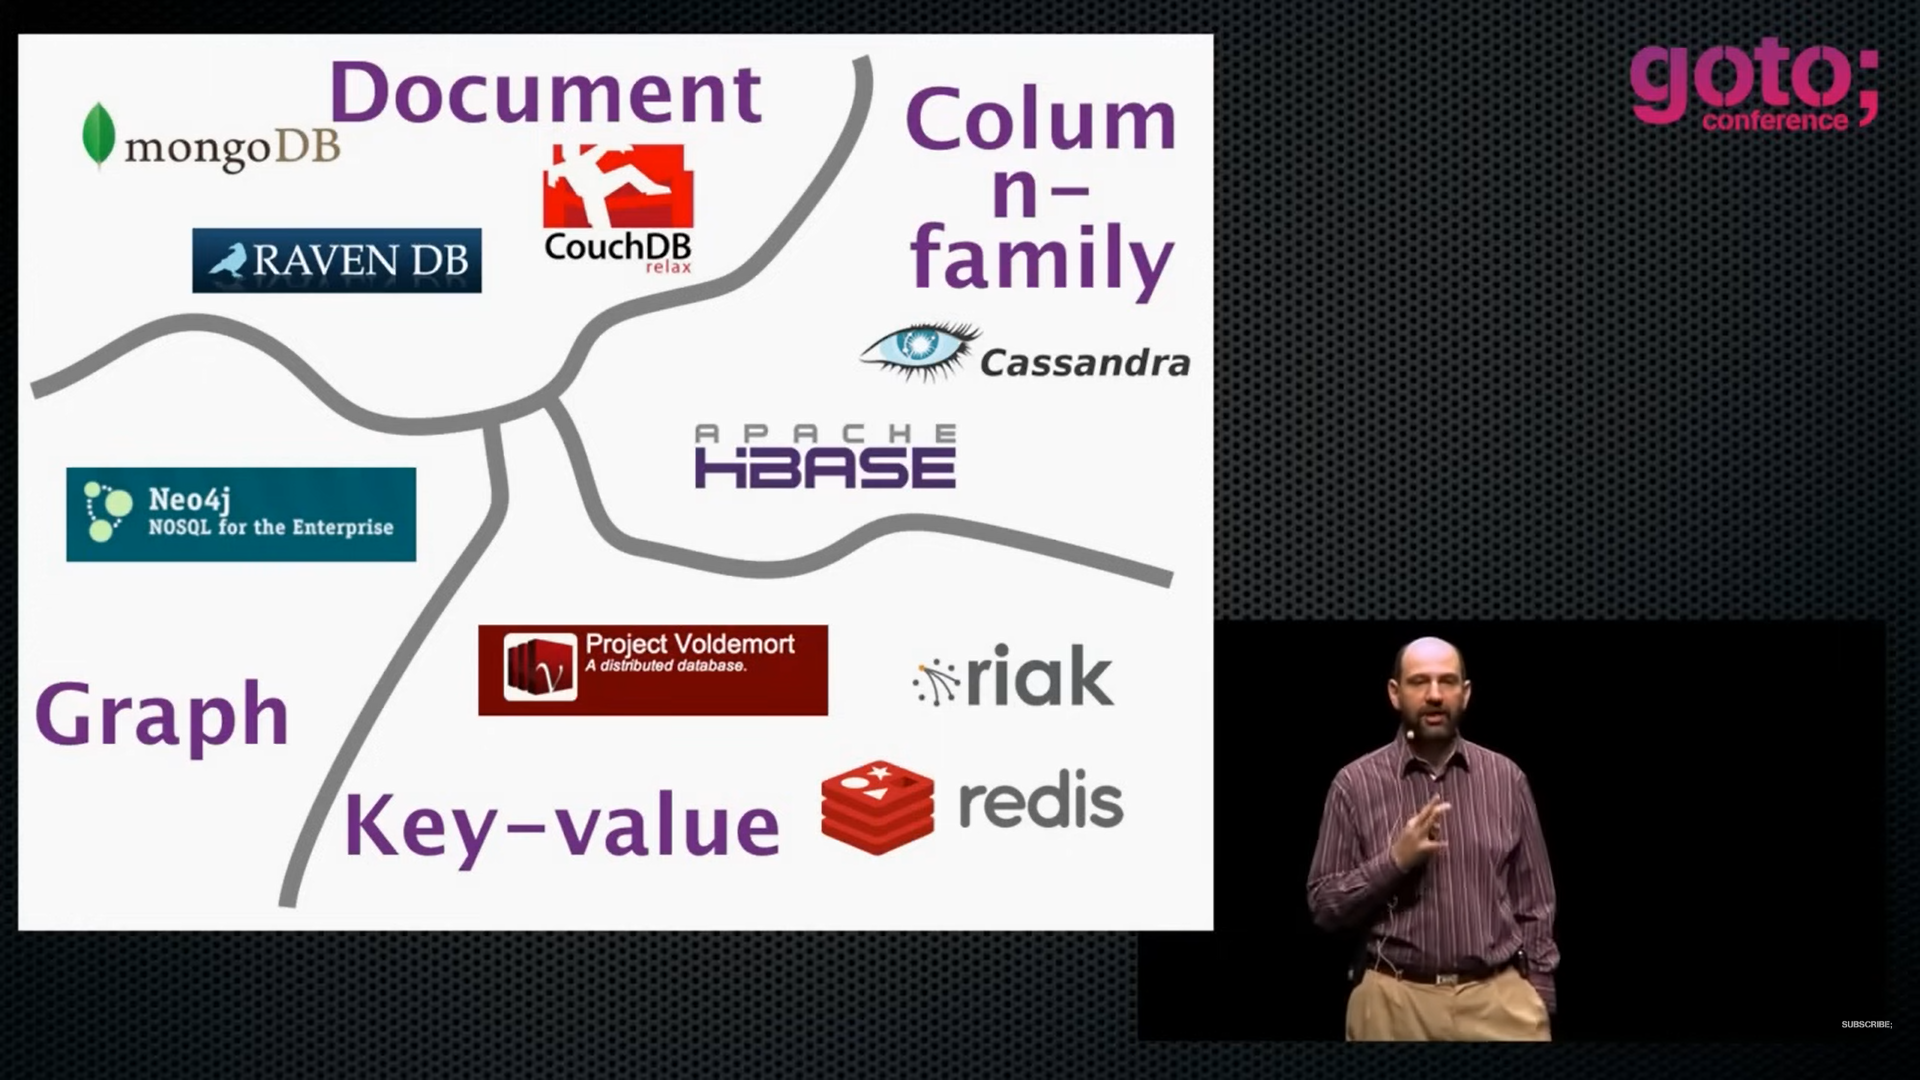 Document
mongoDB
CouchDB
relax
RAVEN DB
Colum
n-
family
Cassandra
APACHE
HBASE
Neo4j
NOSQL for the Enterprise
Graph
Project Voldemort
A distributed database.
riak
Key-value
redis
goto;
conference
SUBSCRIBE;